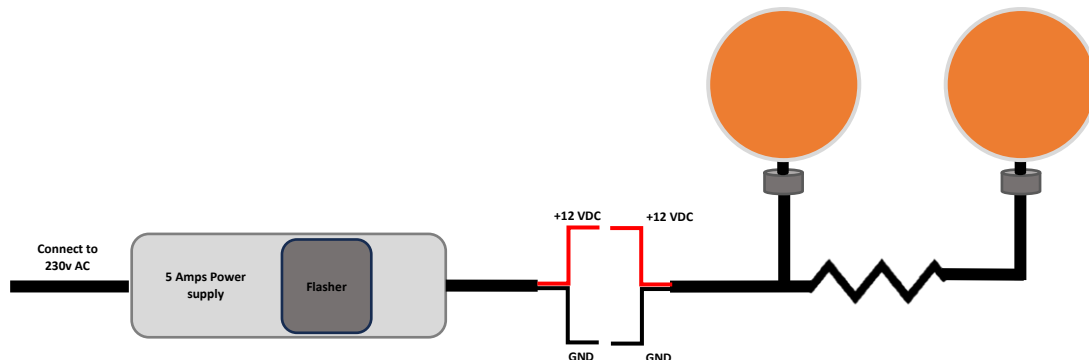 Connect to
230v AC
5 Amps Power
supply
Flasher
+12 VDC
+12 VDC
GND
GND